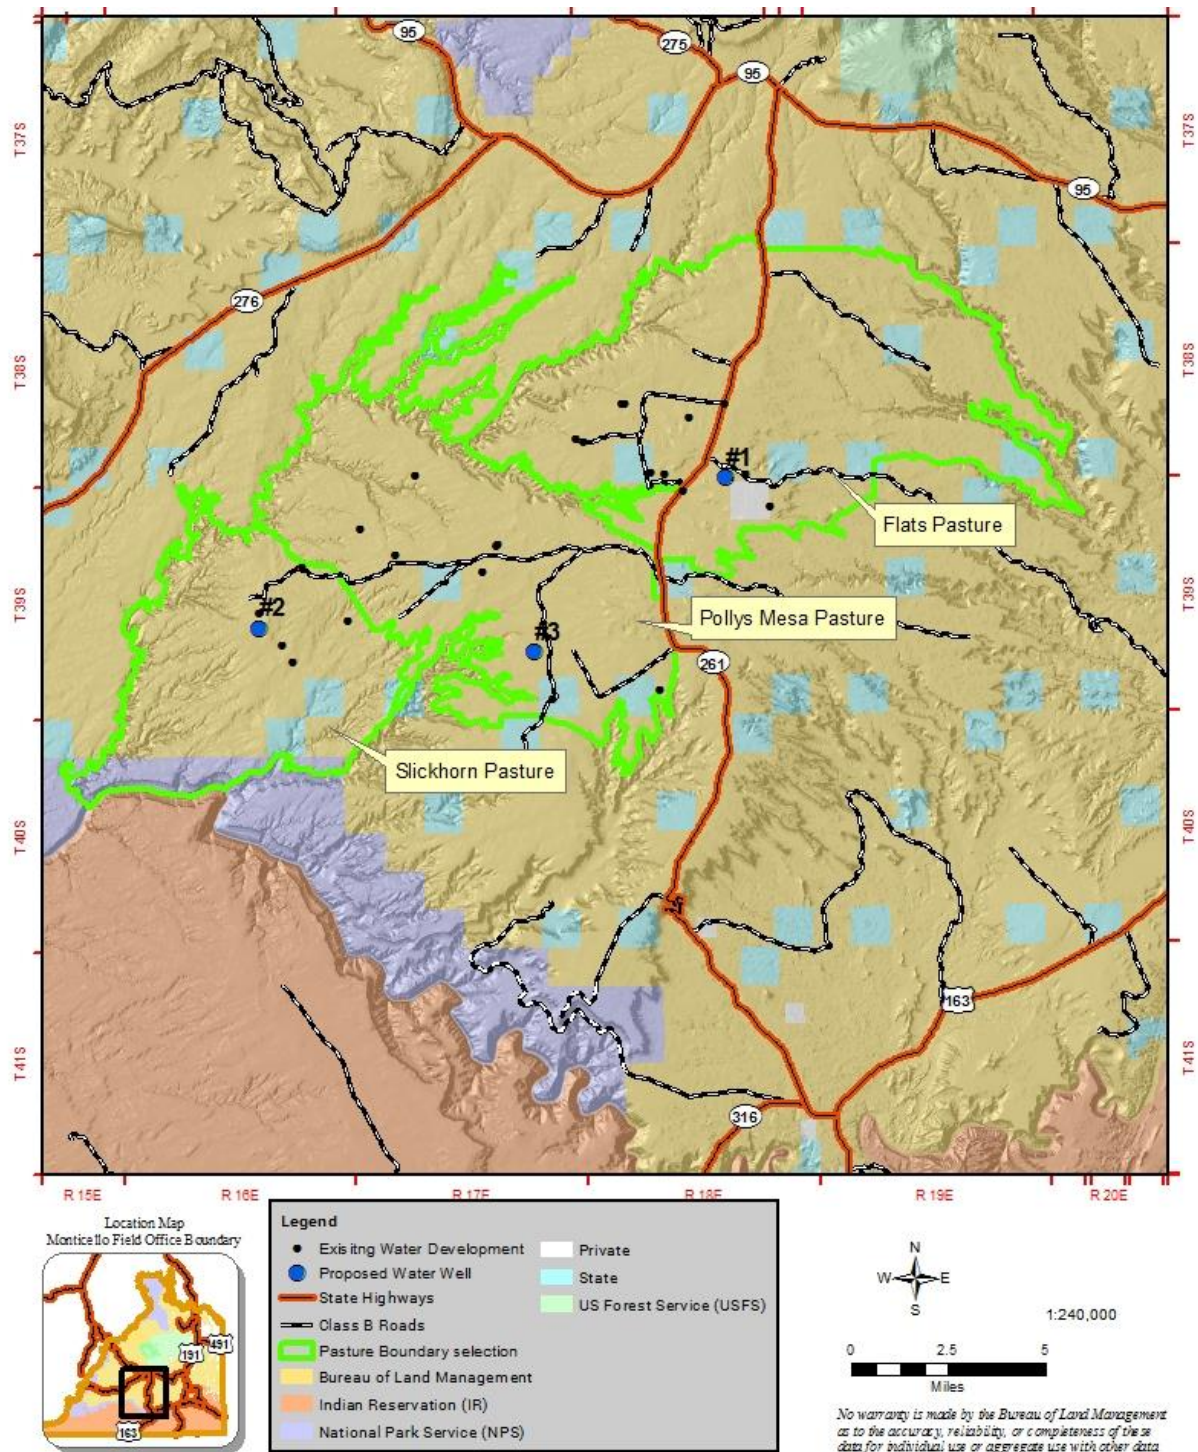 95
275
95
T37S
T37S
95
276
T38S
T38S
#1
Flats Pasture
#2
T39S
T39S
#3
Pollys Mesa Pasture
261
Slickhorn Pasture
T40S
T40S
163
T41S
T41S
316
R 15E R 16E R 17E R 18E R 19E R 20E
Location Map
Monticello Field Office Boundary
491
191
163
Legend
Exisitng Water Development
Proposed Water Well
State Highways
Class B Roads
Pasture Boundary selection
Bureau of Land Management
Indian Reservation (IR)
National Park Service (NPS)
Private
State
US Forest Service (USFS)
N
W E
S
1:240,000
0 2.5 5
Miles
No warranty is made by the Bureau of Land Management
as to the accuracy, reliability, or completeness of these
data for individual use or aggregate use with other data